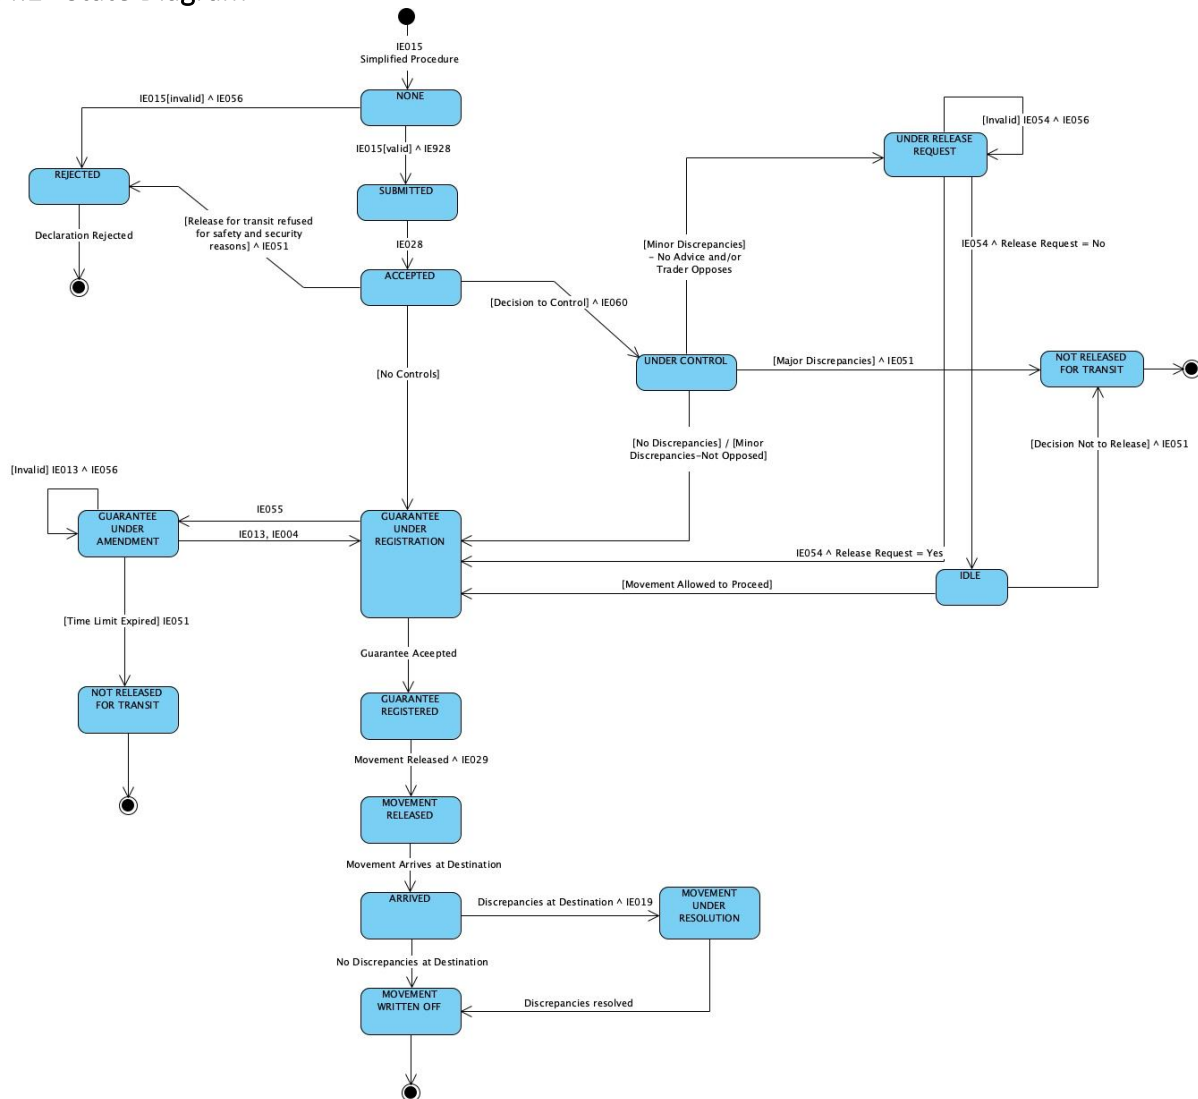 IE015
Simplified Procedure
NONE
IE015[invalid] ^ IE056
[Invalid] IE054 ^ IE056
UNDER RELEASE
REQUEST
IE015[valid] ^ IE928
REJECTED
SUBMITTED
[Release for transit refused
for safety and security
reasons] ^ IE051
Declaration Rejected
IE028
[Minor Discrepancies]
- No Advice and/or
Trader Opposes
IE054 ^ Release Request = No
ACCEPTED
[Decision to Control] ^ IE060
UNDER CONTROL
[Major Discrepancies] ^ IE051
NOT RELEASED
FOR TRANSIT
[No Controls]
[No Discrepancies] / [Minor
Discrepancies-Not Opposed]
[Decision Not to Release] ^ IE051
[Invalid] IE013 ^ IE056
GUARANTEE
UNDER
AMENDMENT
IE055
IE013, IE004
GUARANTEE
UNDER
REGISTRATION
IE054 ^ Release Request = Yes
IDLE
[Movement Allowed to Proceed]
[Time Limit Expired] IE051
Guarantee Aceepted
NOT RELEASED
FOR TRANSIT
GUARANTEE
REGISTERED
Movement Released ^ IE029
MOVEMENT
RELEASED
Movement Arrives at Destination
ARRIVED
Discrepancies at Destination ^ IE019
MOVEMENT
UNDER
RESOLUTION
No Discrepancies at Destination
MOVEMENT
WRITTEN OFF
Discrepancies resolved